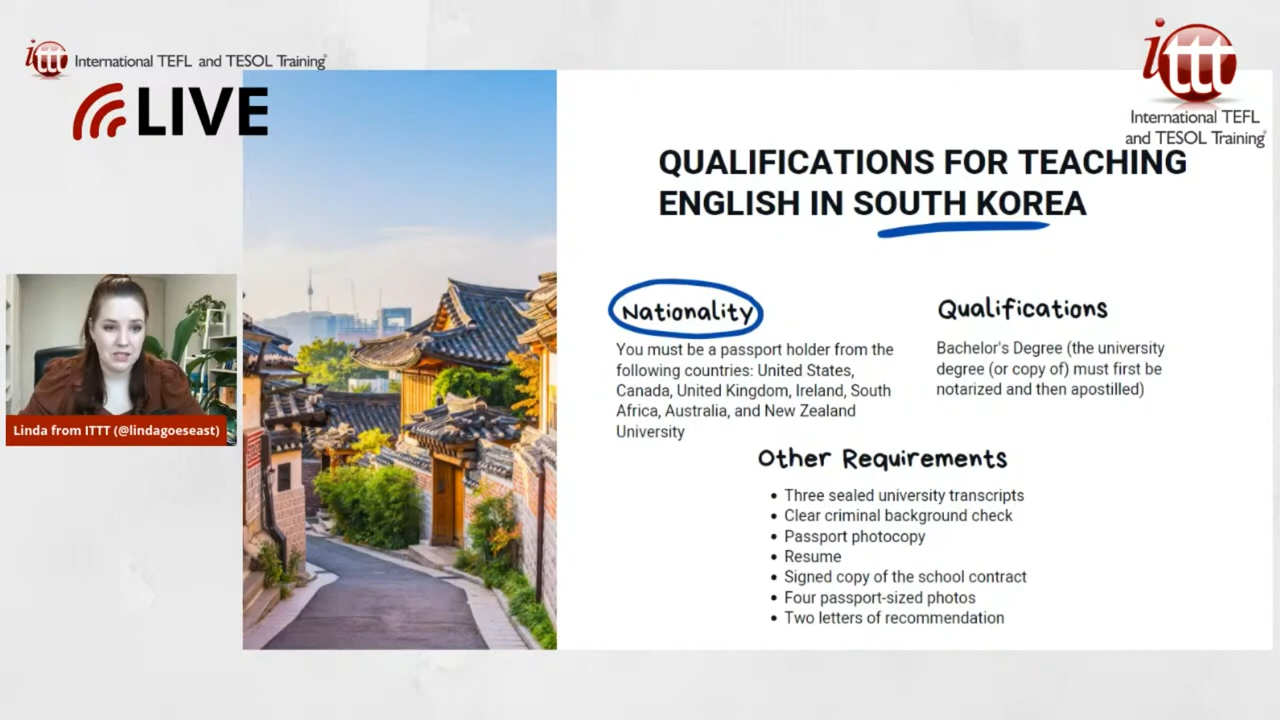 ittt International TEFL and TESOL Training
LIVE
ittt
International TEFL
and TESOL Training
QUALIFICATIONS FOR TEACHING
ENGLISH IN SOUTH KOREA
Nationality
You must be a passport holder from the
following countries: United States,
Canada, United Kingdom, Ireland, South
Africa, Australia, and New Zealand
University
Qualifications
Bachelor's Degree (the university
degree (or copy of) must first be
notarized and then apostilled)
Other Requirements
• Three sealed university transcripts
• Clear criminal background check
• Passport photocopy
• Resume
• Signed copy of the school contract
• Four passport-sized photos
• Two letters of recommendation
Linda from ITTT (@lindagoeseast)